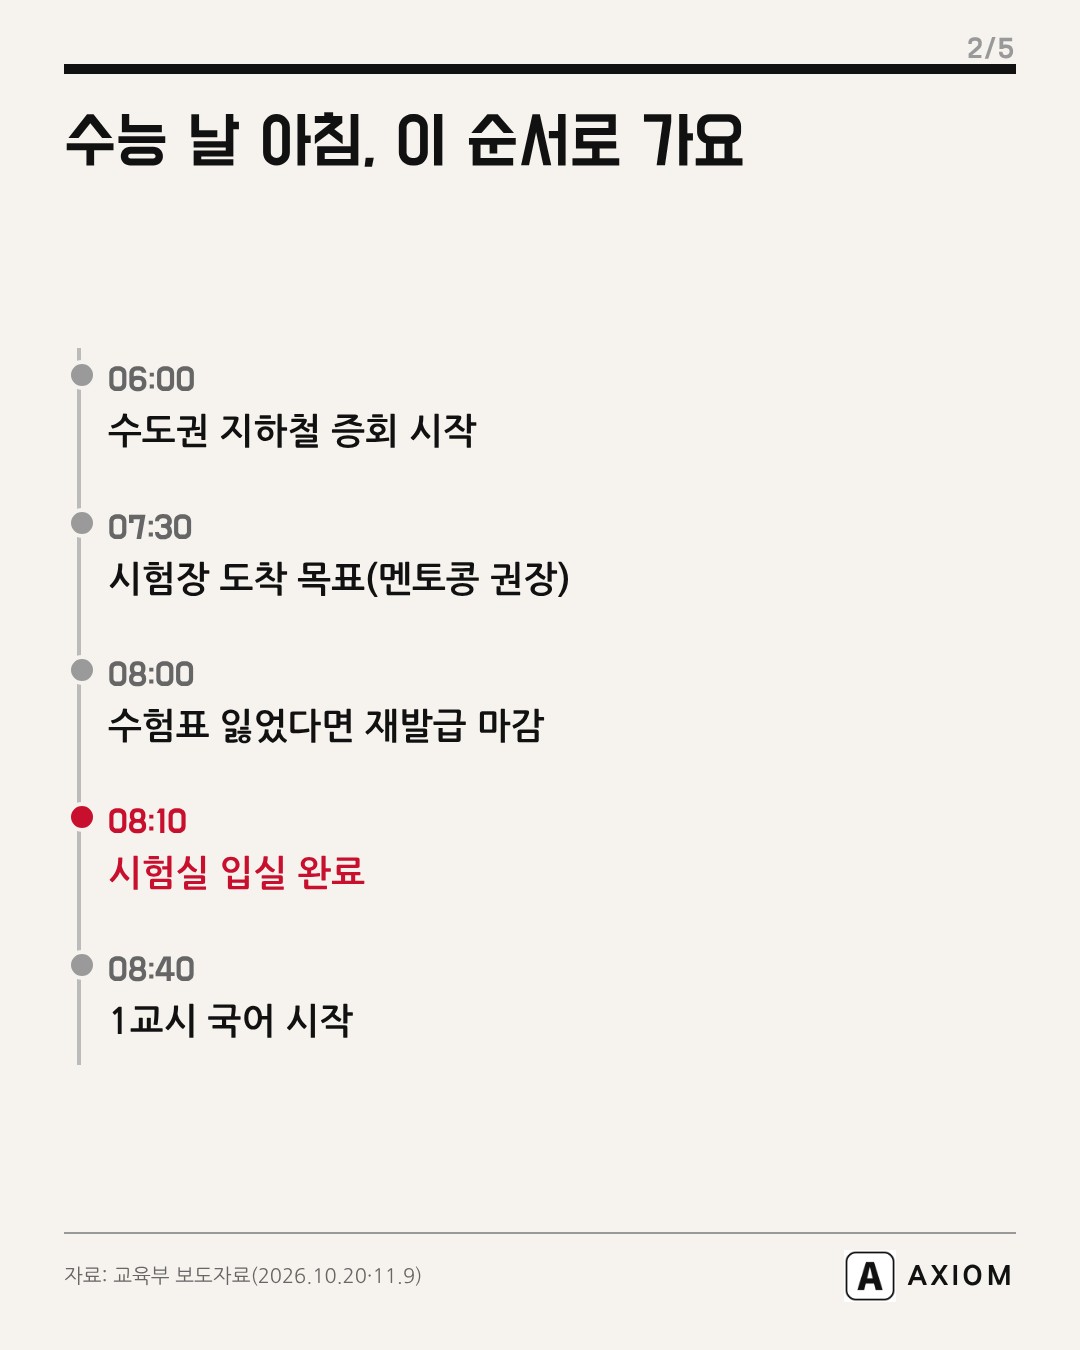 2/5
수능 날 아침, 이 순서로 가요
06:00
수도권 지하철 증회 시작
07:30
시험장 도착 목표(멘토콩 권장)
08:00
수험표 잃었다면 재발급 마감
08:10
시험실 입실 완료
08:40
1교시 국어 시작
자료: 교육부 보도자료(2026.10.20·11.9)
A AXIOM